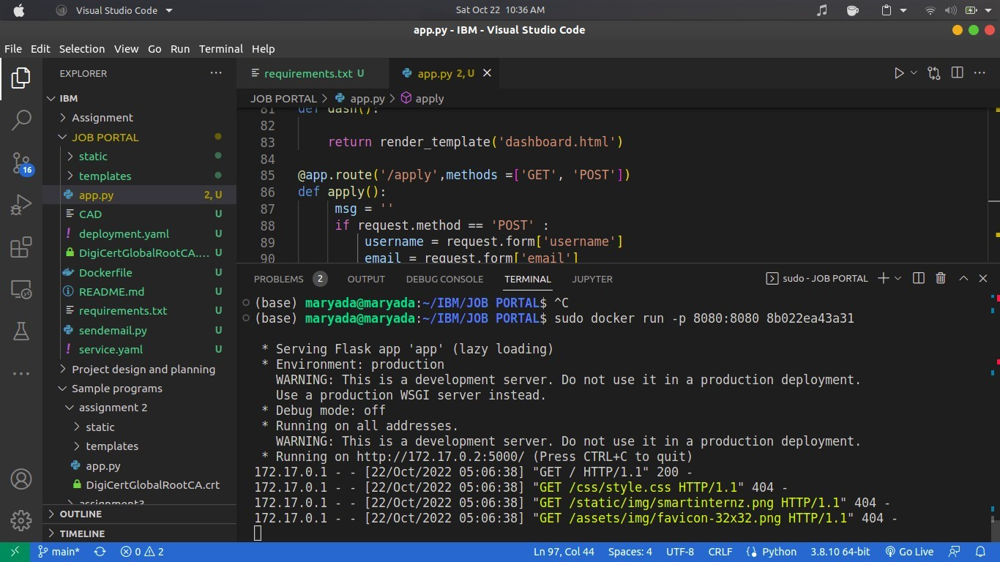 Visual Studio Code
Sat Oct 22 10:36 AM
app.py - IBM - Visual Studio Code
File Edit Selection View Go Run Terminal Help
EXPLORER
IBM
Assignment
JOB PORTAL
static
templates
app.py 2, U
CAD U
deployment.yaml U
DigiCertGlobalRootCA.... U
Dockerfile U
README.md U
requirements.txt U
sendemail.py U
service.yaml U
Project design and planning
Sample programs
assignment 2
static
templates
app.py
DigiCertGlobalRootCA.crt
assignment3
OUTLINE
TIMELINE
16
requirements.txt U app.py 2, U
JOB PORTAL > app.py > apply
81 def dash():
82
83 return render_template('dashboard.html')
84
85 @app.route('/apply',methods =['GET', 'POST'])
86 def apply():
87 msg = ''
88 if request.method == 'POST' :
89 username = request.form['username']
90 email = request.form['email']
PROBLEMS 2 OUTPUT DEBUG CONSOLE TERMINAL JUPYTER sudo - JOB PORTAL
(base) maryada@maryada:~/IBM/JOB PORTAL$ ^C
(base) maryada@maryada:~/IBM/JOB PORTAL$ sudo docker run -p 8080:8080 8b022ea43a31
* Serving Flask app 'app' (lazy loading)
* Environment: production
WARNING: This is a development server. Do not use it in a production deployment.
Use a production WSGI server instead.
* Debug mode: off
* Running on all addresses.
WARNING: This is a development server. Do not use it in a production deployment.
* Running on http://172.17.0.2:5000/ (Press CTRL+C to quit)
172.17.0.1 - - [22/Oct/2022 05:06:38] "GET / HTTP/1.1" 200 -
172.17.0.1 - - [22/Oct/2022 05:06:38] "GET /css/style.css HTTP/1.1" 404 -
172.17.0.1 - - [22/Oct/2022 05:06:38] "GET /static/img/smartinternz.png HTTP/1.1" 404 -
172.17.0.1 - - [22/Oct/2022 05:06:38] "GET /assets/img/favicon-32x32.png HTTP/1.1" 404 -
main* 0 2 Ln 97, Col 44 Spaces: 4 UTF-8 CRLF Python 3.8.10 64-bit Go Live